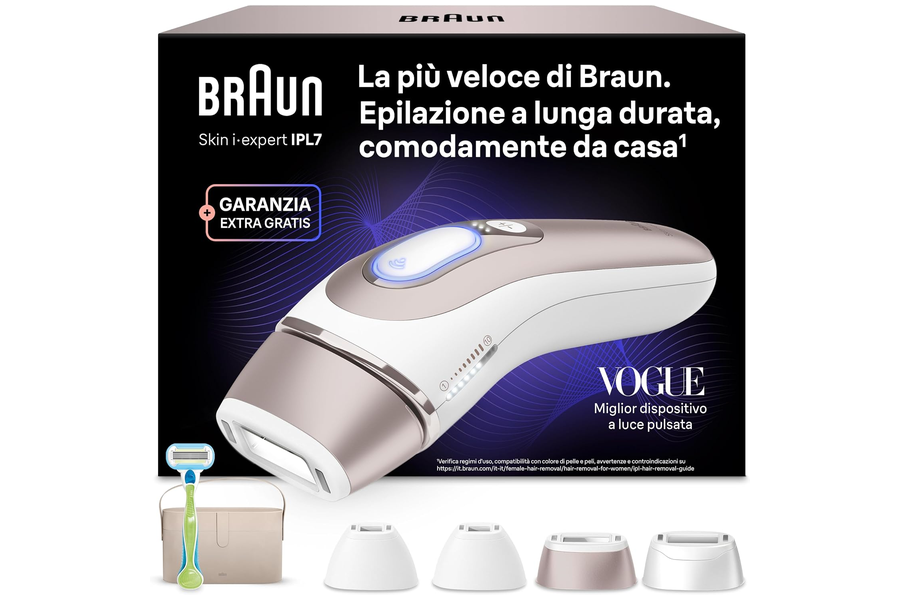 BRAUN
BRAUN
Skin i·expert IPL7
La più veloce di Braun.
Epilazione a lunga durata,
comodamente da casa¹
+ GARANZIA
EXTRA GRATIS
10
1
VOGUE
Miglior dispositivo
a luce pulsata
¹Verifica regimi d'uso, compatibilità con colore di pelle e peli, avvertenze e controindicazioni su
https://it.braun.com/it-it/female-hair-removal/hair-removal-for-women/ipl-hair-removal-guide